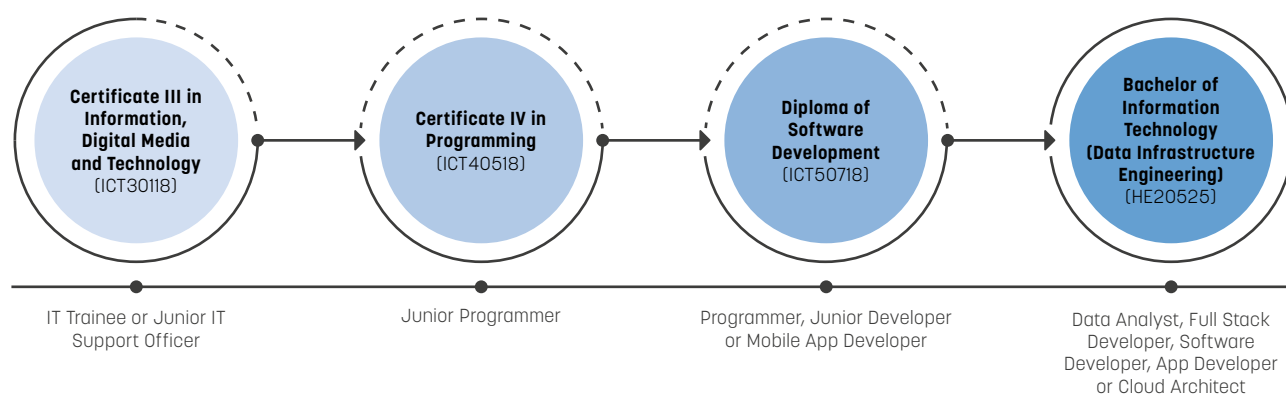 Certificate III in
Information,
Digital Media
and Technology
(ICT30118)
Certificate IV in
Programming
(ICT40518)
Diploma of
Software
Development
(ICT50718)
Bachelor of
Information
Technology
(Data Infrastructure
Engineering)
(HE20525)
IT Trainee or Junior IT
Support Officer
Junior Programmer
Programmer, Junior Developer
or Mobile App Developer
Data Analyst, Full Stack
Developer, Software
Developer, App Developer
or Cloud Architect